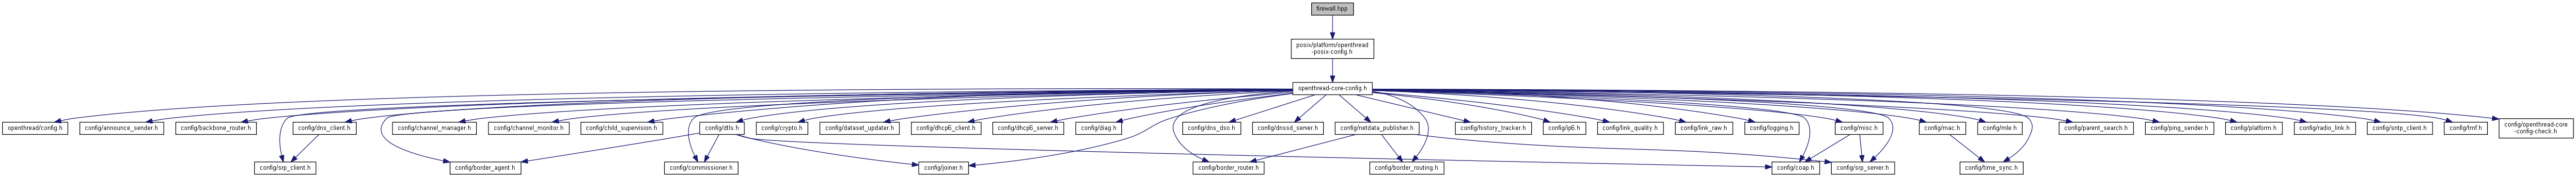 firewall.hpp
posix/platform/openthread
-posix-config.h
openthread-core-config.h
openthread/config.h
config/announce_sender.h
config/backbone_router.h
config/dns_client.h
config/channel_manager.h
config/channel_monitor.h
config/child_supervision.h
config/dtls.h
config/crypto.h
config/dataset_updater.h
config/dhcp6_client.h
config/dhcp6_server.h
config/diag.h
config/dns_dso.h
config/dnssd_server.h
config/netdata_publisher.h
config/history_tracker.h
config/ip6.h
config/link_quality.h
config/link_raw.h
config/logging.h
config/misc.h
config/mac.h
config/mle.h
config/parent_search.h
config/ping_sender.h
config/platform.h
config/radio_link.h
config/sntp_client.h
config/tmf.h
config/openthread-core
-config-check.h
config/srp_client.h
config/border_agent.h
config/commissioner.h
config/joiner.h
config/border_router.h
config/border_routing.h
config/coap.h
config/srp_server.h
config/time_sync.h